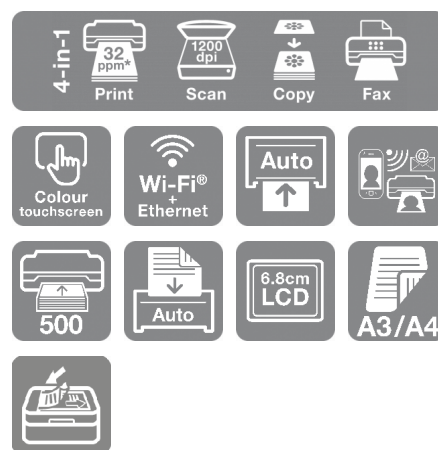 4-in-1
32
ppm*
Print
1200
dpi
Scan
Copy
Fax
Colour
touchscreen
Wi-Fi®
+
Ethernet
Auto
@
500
Auto
6.8cm
LCD
A3/A4